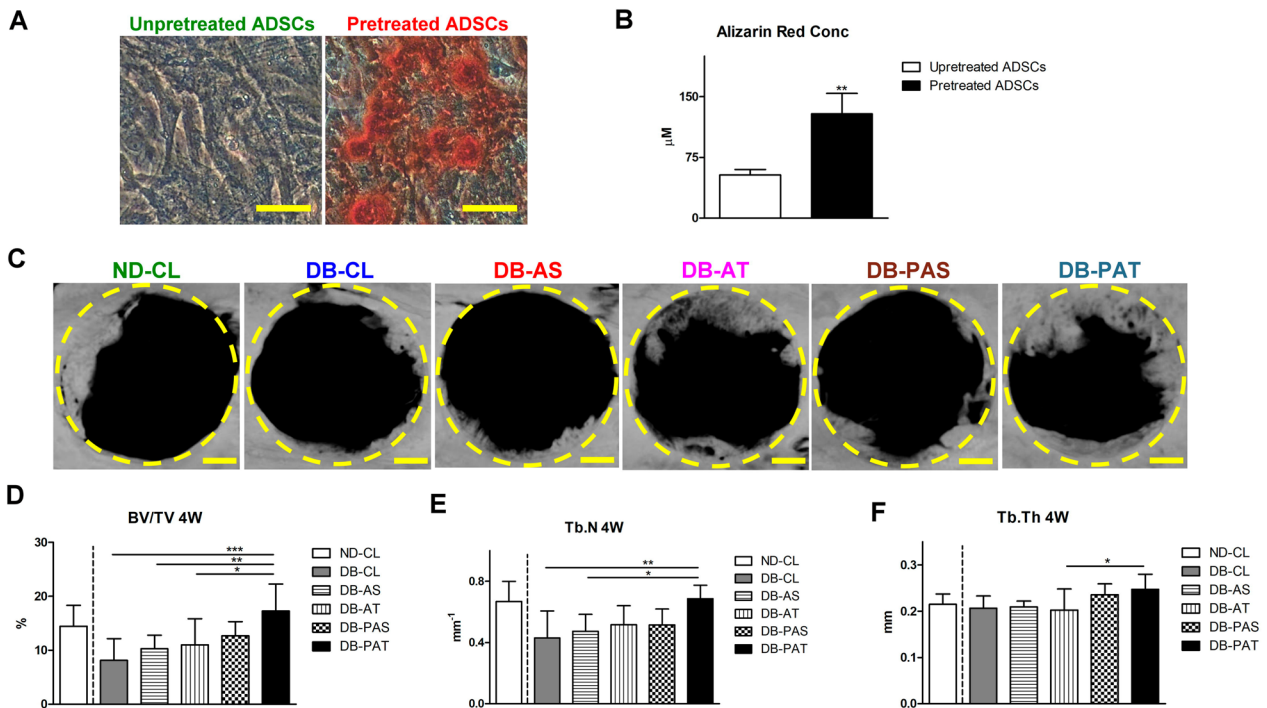 A
Unpretreated ADSCs
Pretreated ADSCs
B
Alizarin Red Conc
150
75
0
µM
**
Upretreated ADSCs
Pretreated ADSCs
C
ND-CL
DB-CL
DB-AS
DB-AT
DB-PAS
DB-PAT
D
BV/TV 4W
30
20
10
0
%
***
**
*
ND-CL
DB-CL
DB-AS
DB-AT
DB-PAS
DB-PAT
E
Tb.N 4W
0.8
0.4
0.0
mm-1
**
*
ND-CL
DB-CL
DB-AS
DB-AT
DB-PAS
DB-PAT
F
Tb.Th 4W
0.3
0.2
0.1
0.0
mm
*
ND-CL
DB-CL
DB-AS
DB-AT
DB-PAS
DB-PAT